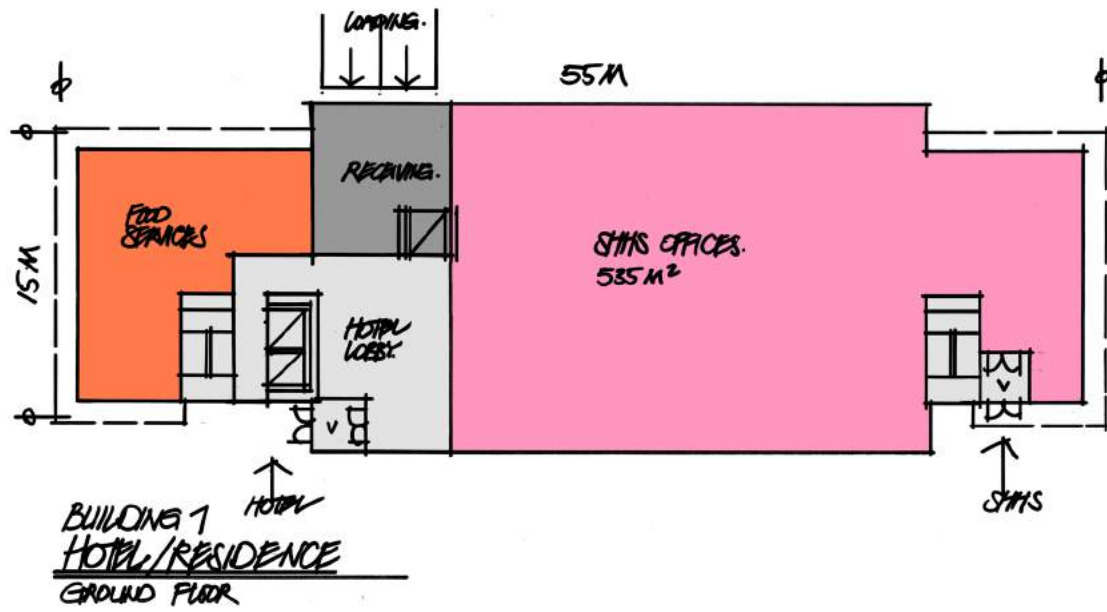 LOADING.
55M
RECEIVING.
FOOD
SERVICES
SHHS OFFICES.
535 M²
15M
HOTEL
LOBBY.
V
V
HOTEL
SHHS
BUILDING 1
HOTEL/RESIDENCE
GROUND FLOOR